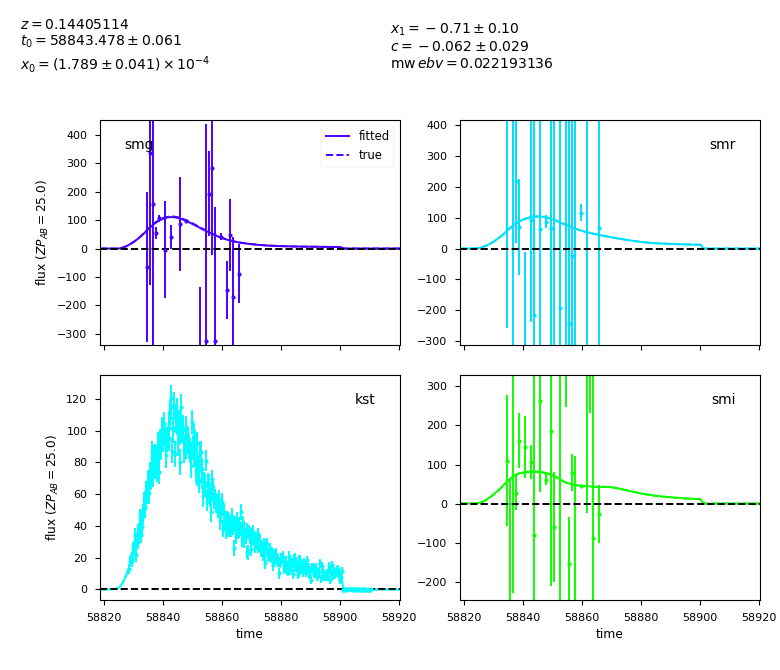 z = 0.14405114
t₀ = 58843.478 ± 0.061
x₀ = (1.789 ± 0.041) × 10⁻⁴
x₁ = −0.71 ± 0.10
c = −0.062 ± 0.029
mw ebv = 0.022193136
smg
fitted
true
400
300
200
100
0
−100
−200
−300
flux (ZP_AB = 25.0)
smr
400
300
200
100
0
−100
−200
−300
kst
120
100
80
60
40
20
0
flux (ZP_AB = 25.0)
58820 58840 58860 58880 58900 58920
time
smi
300
200
100
0
−100
−200
58820 58840 58860 58880 58900 58920
time